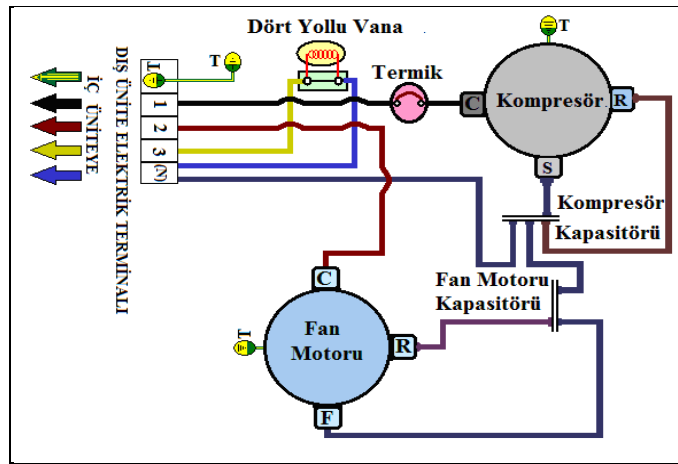 Dört Yollu Vana
T
T
Termik
T
DIŞ ÜNİTE ELEKTRİK TERMİNALI
İÇ ÜNİTEYE
1
2
3
(N)
C
Kompresör
R
S
Kompresör
Kapasitörü
Fan Motoru
Kapasitörü
C
Fan
Motoru
R
T
F